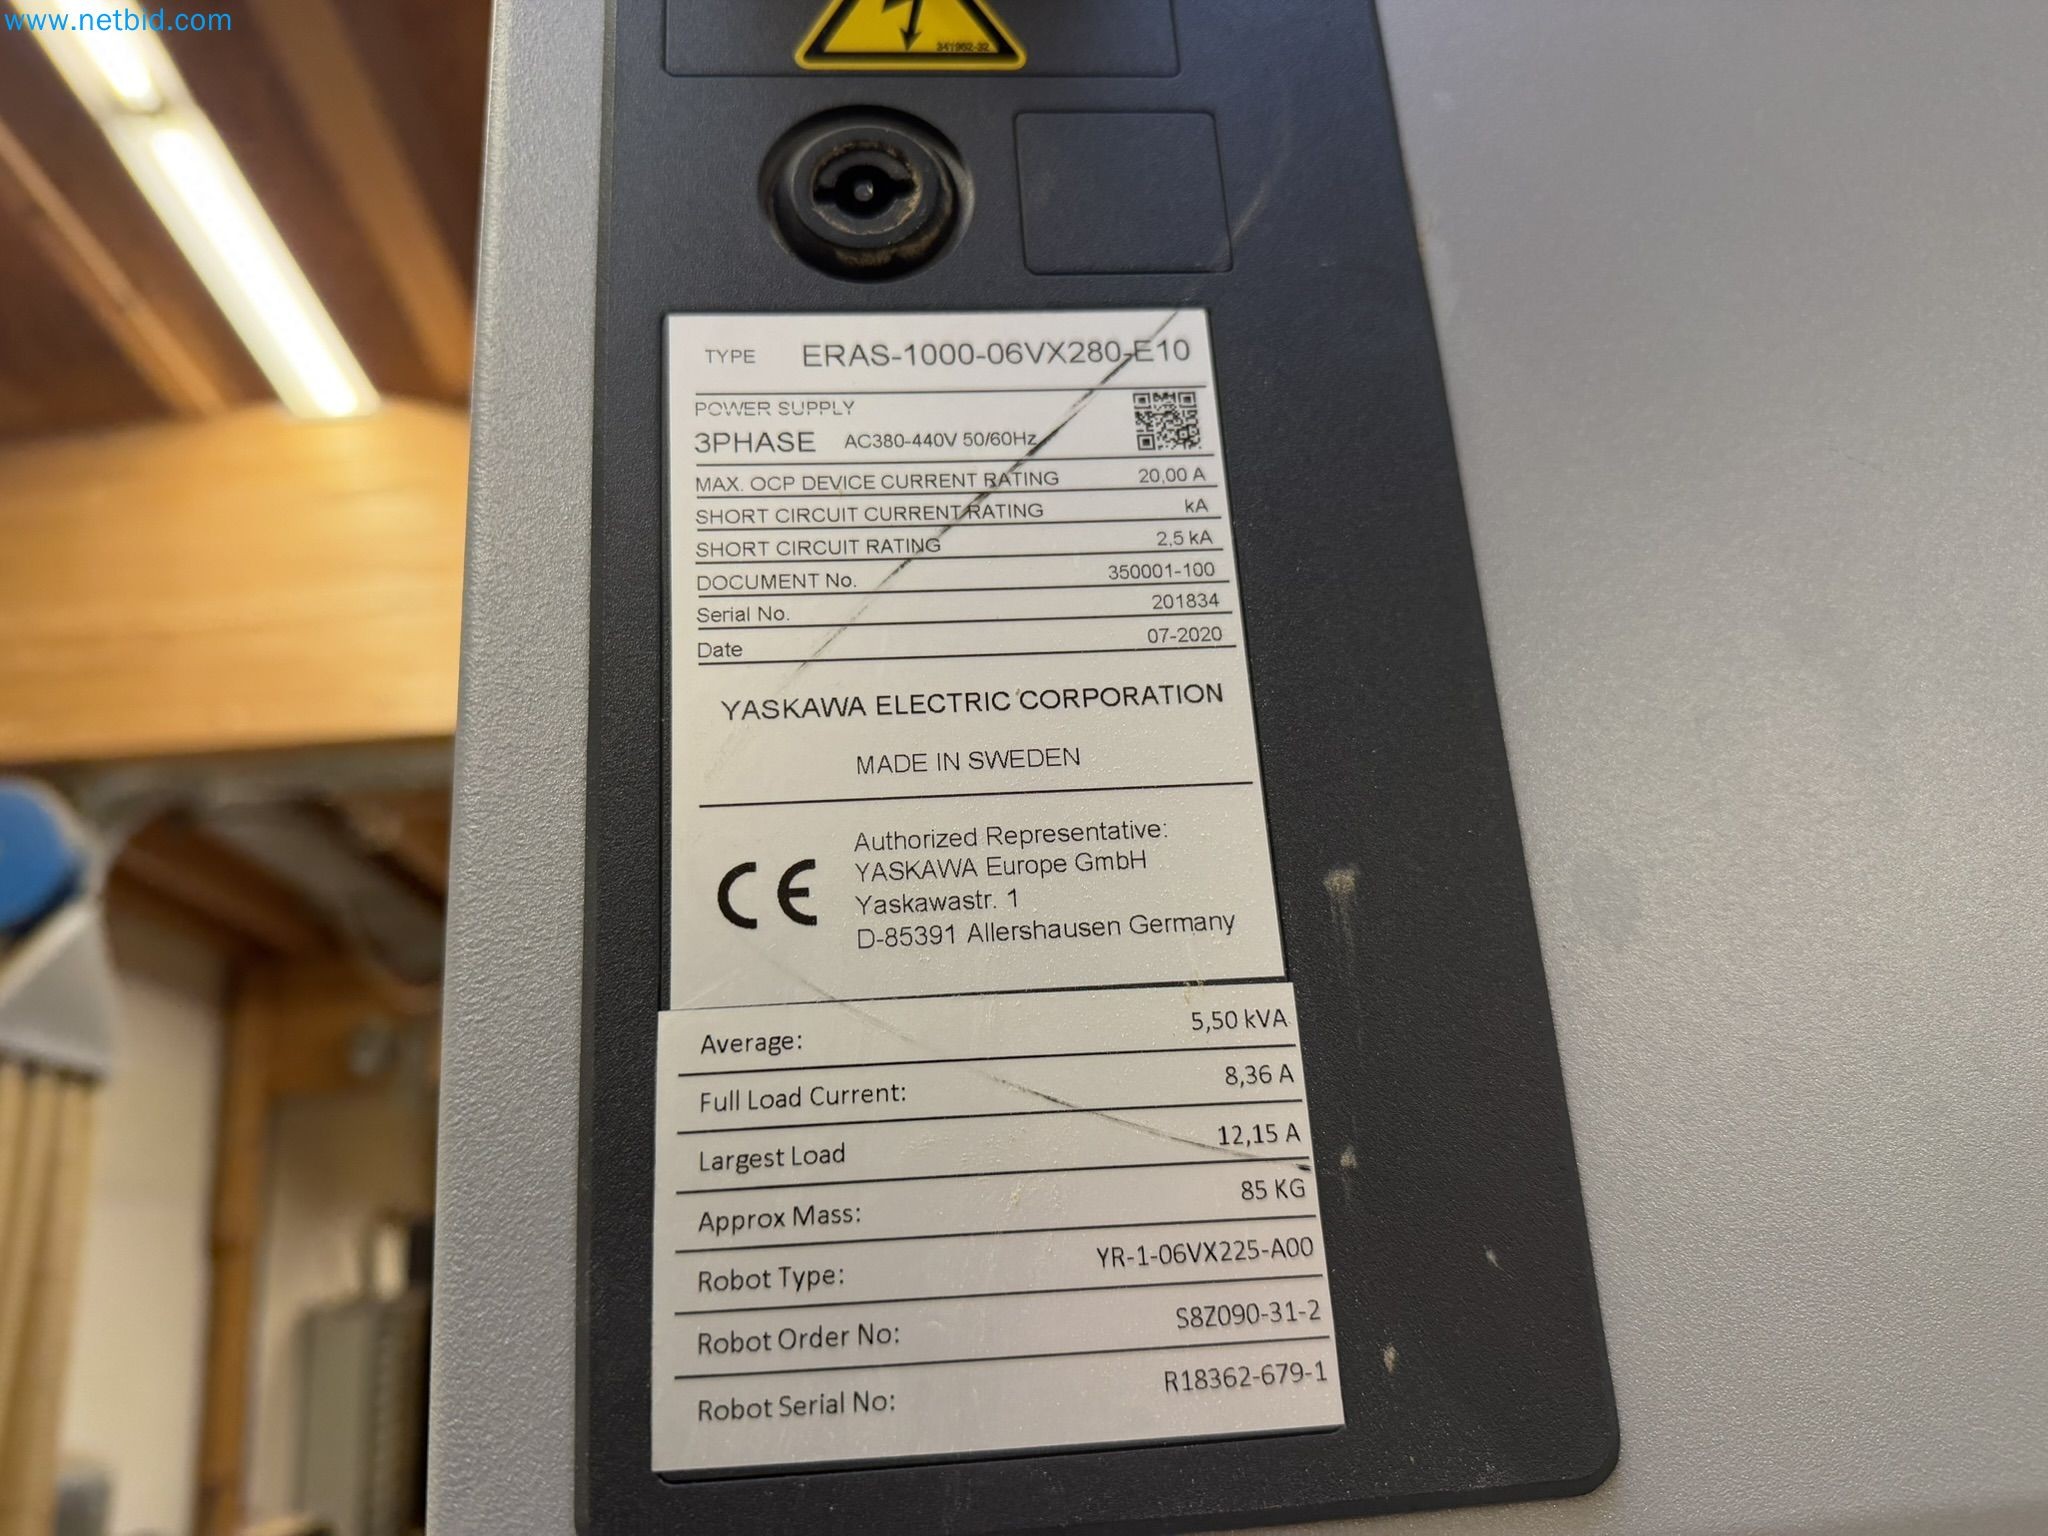 www.netbid.com
341962-32
TYPE ERAS-1000-06VX280-E10
POWER SUPPLY
3PHASE AC380-440V 50/60Hz
MAX. OCP DEVICE CURRENT RATING 20,00 A
SHORT CIRCUIT CURRENT RATING kA
SHORT CIRCUIT RATING 2,5 kA
DOCUMENT No. 350001-100
Serial No. 201834
Date 07-2020
YASKAWA ELECTRIC CORPORATION
MADE IN SWEDEN
CE
Authorized Representative:
YASKAWA Europe GmbH
Yaskawastr. 1
D-85391 Allershausen Germany
Average: 5,50 kVA
Full Load Current: 8,36 A
Largest Load 12,15 A
Approx Mass: 85 KG
Robot Type: YR-1-06VX225-A00
Robot Order No: S8Z090-31-2
Robot Serial No: R18362-679-1